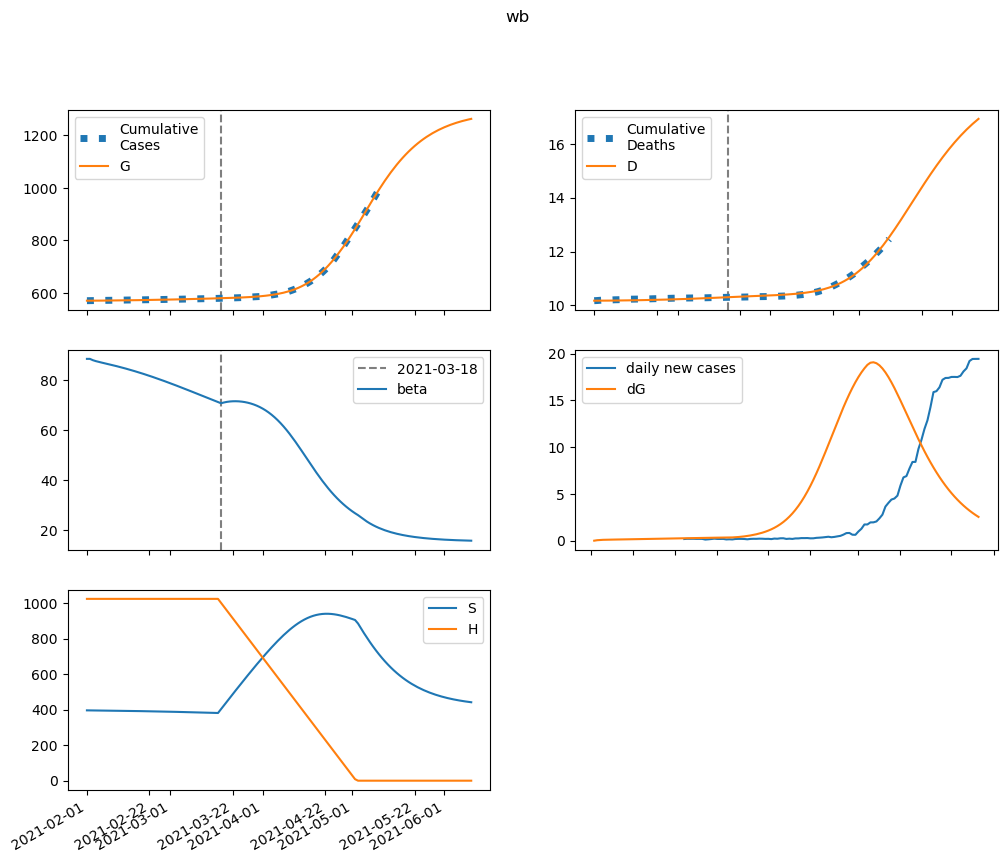 wb
1200
1000
800
600
Cumulative
Cases
G
16
14
12
10
Cumulative
Deaths
D
80
60
40
20
2021-03-18
beta
20
15
10
5
0
daily new cases
dG
1000
800
600
400
200
0
S
H
2021-02-01
2021-02-22
2021-03-01
2021-03-22
2021-04-01
2021-04-22
2021-05-01
2021-05-22
2021-06-01